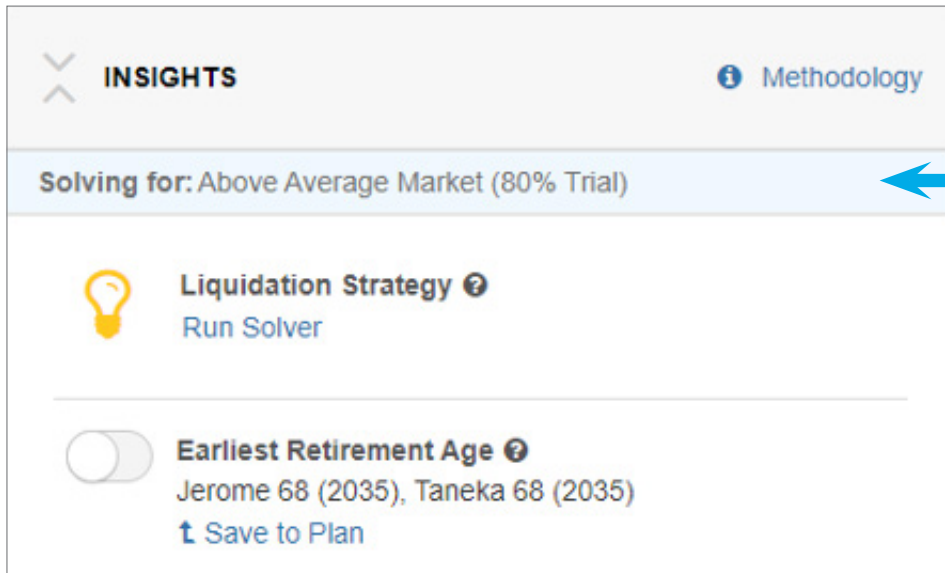 INSIGHTS
Methodology
Solving for: Above Average Market (80% Trial)
Liquidation Strategy
Run Solver
Earliest Retirement Age
Jerome 68 (2035), Taneka 68 (2035)
Save to Plan